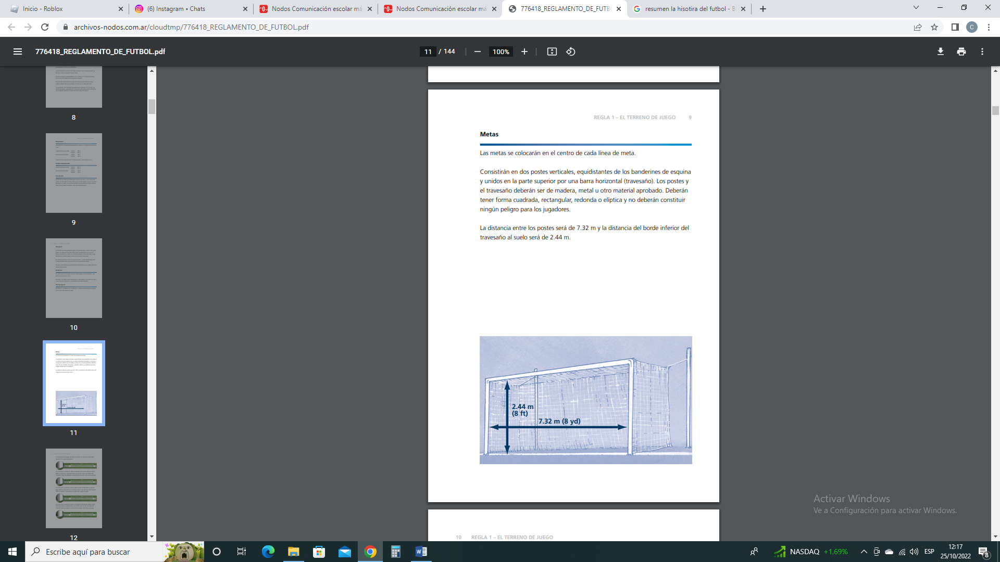 Inicio - Roblox
(6) Instagram • Chats
Nodos Comunicación escolar má
Nodos Comunicación escolar má
776418_REGLAMENTO_DE_FUTB
resumen la hisotira del futbol - B
archivos-nodos.com.ar/cloudtmp/776418_REGLAMENTO_DE_FUTBOL.pdf
C
776418_REGLAMENTO_DE_FUTBOL.pdf
11 / 144
100%
8
9
10
11
12
REGLA 1 – EL TERRENO DE JUEGO 9
Metas
Las metas se colocarán en el centro de cada línea de meta.
Consistirán en dos postes verticales, equidistantes de los banderines de esquina
y unidos en la parte superior por una barra horizontal (travesaño). Los postes y
el travesaño deberán ser de madera, metal u otro material aprobado. Deberán
tener forma cuadrada, rectangular, redonda o elíptica y no deberán constituir
ningún peligro para los jugadores.
La distancia entre los postes será de 7.32 m y la distancia del borde inferior del
travesaño al suelo será de 2.44 m.
2.44 m
(8 ft)
7.32 m (8 yd)
10 REGLA 1 – EL TERRENO DE JUEGO
Activar Windows
Ve a Configuración para activar Windows.
Escribe aquí para buscar
NASDAQ +1,69%
ESP
12:17
25/10/2022
8